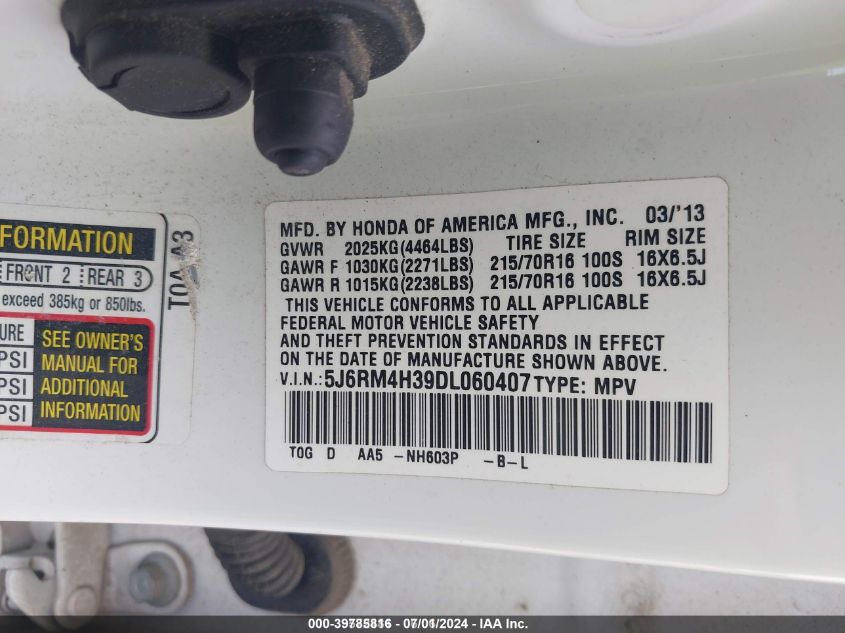 FORMATION
FRONT 2 REAR 3
exceed 385kg or 850lbs.
URE
PSI
PSI
PSI
SEE OWNER'S
MANUAL FOR
ADDITIONAL
INFORMATION
T0A A3
MFD. BY HONDA OF AMERICA MFG., INC. 03/'13
GVWR 2025KG(4464LBS) TIRE SIZE RIM SIZE
GAWR F 1030KG(2271LBS) 215/70R16 100S 16X6.5J
GAWR R 1015KG(2238LBS) 215/70R16 100S 16X6.5J
THIS VEHICLE CONFORMS TO ALL APPLICABLE
FEDERAL MOTOR VEHICLE SAFETY
AND THEFT PREVENTION STANDARDS IN EFFECT
ON THE DATE OF MANUFACTURE SHOWN ABOVE.
V.I.N.:5J6RM4H39DL060407 TYPE: MPV
T0G D AA5 -NH603P -B-L
000-39785816 - 07/01/2024 - IAA Inc.